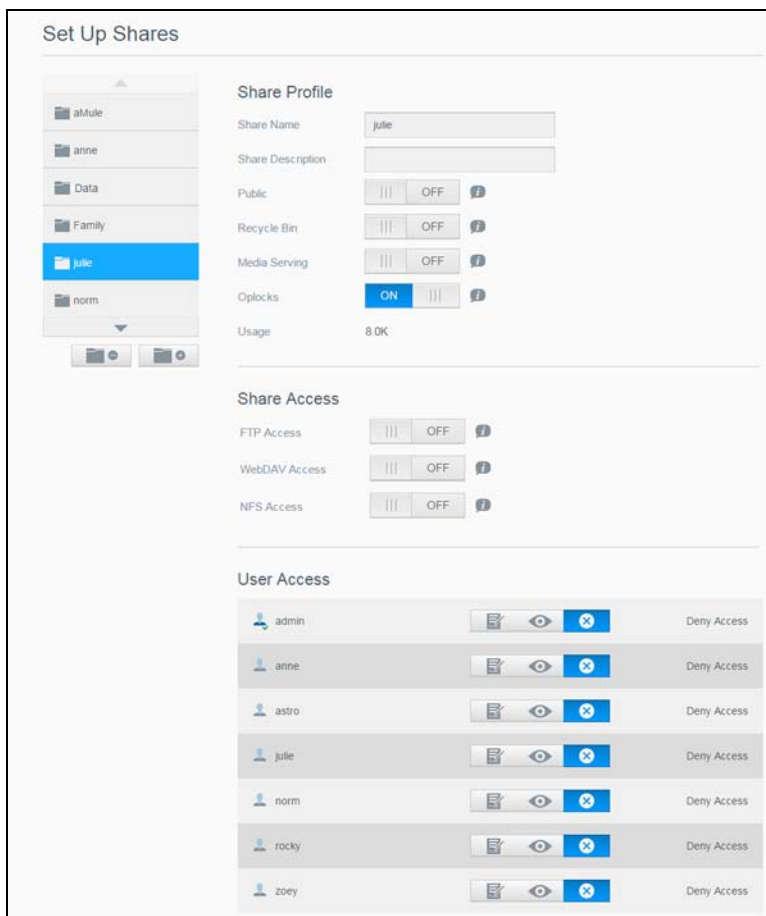 Set Up Shares
aMule
anne
Data
Family
julie
norm
Share Profile
Share Name julie
Share Description
Public OFF
Recycle Bin OFF
Media Serving OFF
Oplocks ON
Usage 8.0K
Share Access
FTP Access OFF
WebDAV Access OFF
NFS Access OFF
User Access
admin Deny Access
anne Deny Access
astro Deny Access
julie Deny Access
norm Deny Access
rocky Deny Access
zoey Deny Access